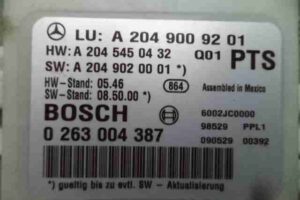 LU: A 204 900 92 01
HW: A 204 545 04 32 Q01 PTS
SW: A 204 902 00 01 *)
HW-Stand: 05.46 864 Assembled in Mexico
SW-Stand: 08.50.00 *)
BOSCH 6002JC0000
0 263 004 387 98529 PPL1
090529 00392
*) gueltig bis zu evtl. SW - Aktualisierung